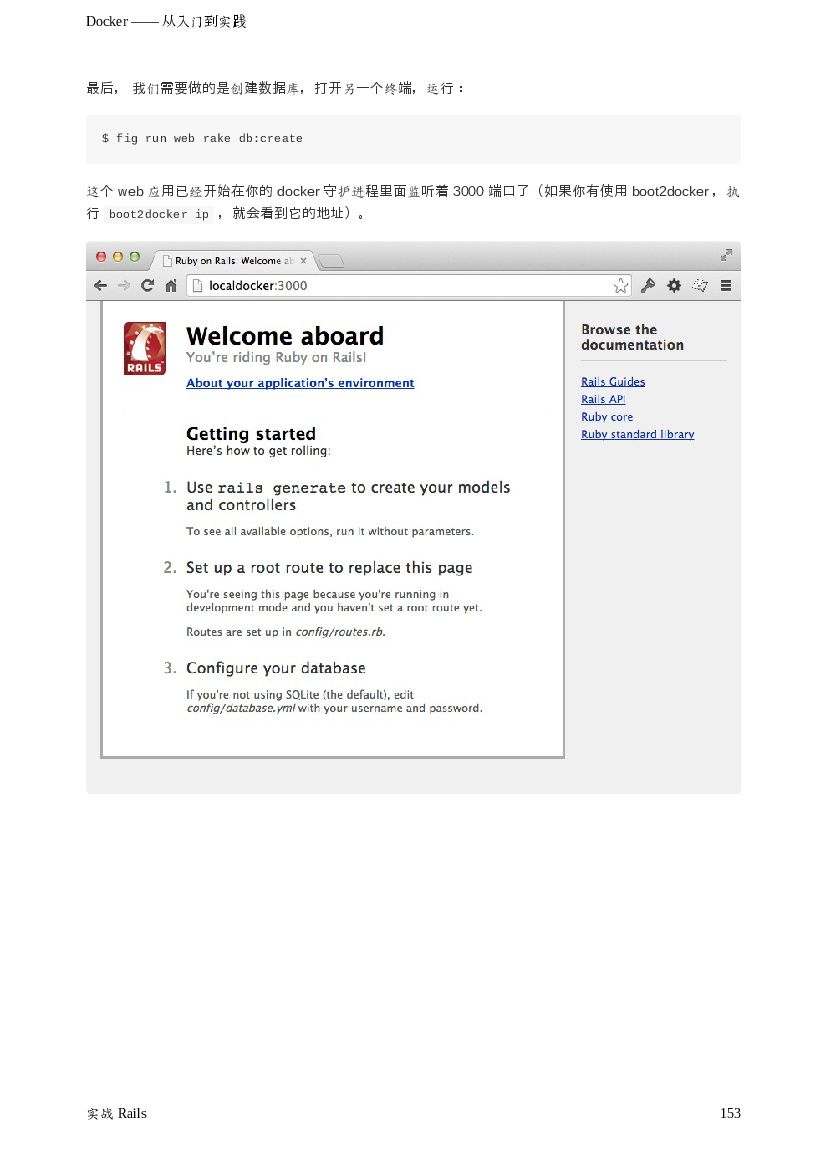 Docker —— 从入门到实践
最后， 我们需要做的是创建数据库，打开另一个终端，运行：
$ fig run web rake db:create
这个 web 应用已经开始在你的 docker 守护进程里面监听着 3000 端口了（如果你有使用 boot2docker，执
行 boot2docker ip ，就会看到它的地址）。
Ruby on Rails Welcome ab ×
localdocker:3000
RAILS
Welcome aboard
You're riding Ruby on Rails!
About your application's environment
Getting started
Here's how to get rolling:
1. Use rails generate to create your models
and controllers
To see all available options, run it without parameters.
2. Set up a root route to replace this page
You're seeing this page because you're running in
development mode and you haven't set a root route yet.
Routes are set up in config/routes.rb.
3. Configure your database
If you're not using SQLite (the default), edit
config/database.yml with your username and password.
Browse the
documentation
Rails Guides
Rails API
Ruby core
Ruby standard library
实战 Rails 153